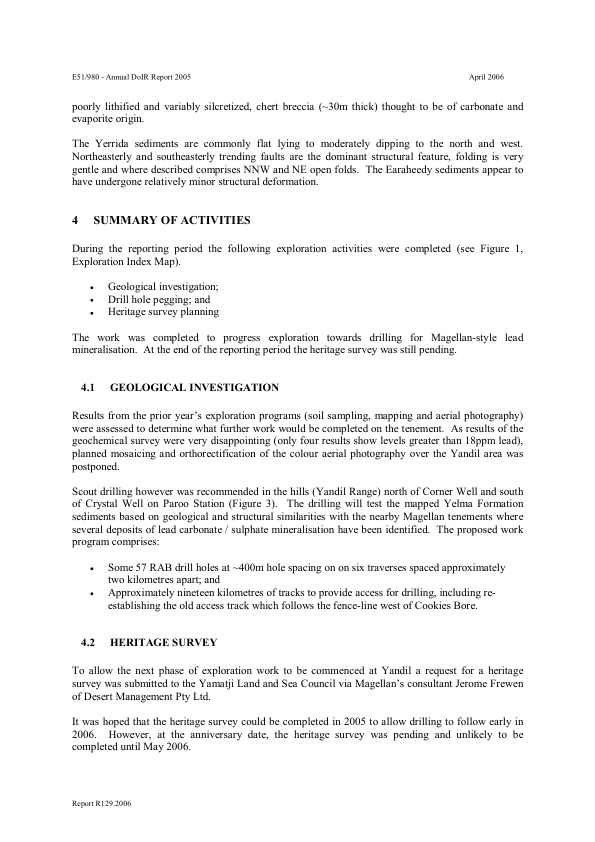 E51/980 - Annual DoIR Report 2005 April 2006
poorly lithified and variably silcretized, chert breccia (~30m thick) thought to be of carbonate and
evaporite origin.
The Yerrida sediments are commonly flat lying to moderately dipping to the north and west.
Northeasterly and southeasterly trending faults are the dominant structural feature, folding is very
gentle and where described comprises NNW and NE open folds. The Earaheedy sediments appear to
have undergone relatively minor structural deformation.
4 SUMMARY OF ACTIVITIES
During the reporting period the following exploration activities were completed (see Figure 1,
Exploration Index Map).
• Geological investigation;
• Drill hole pegging; and
• Heritage survey planning
The work was completed to progress exploration towards drilling for Magellan-style lead
mineralisation. At the end of the reporting period the heritage survey was still pending.
4.1 GEOLOGICAL INVESTIGATION
Results from the prior year's exploration programs (soil sampling, mapping and aerial photography)
were assessed to determine what further work would be completed on the tenement. As results of the
geochemical survey were very disappointing (only four results show levels greater than 18ppm lead),
planned mosaicing and orthorectification of the colour aerial photography over the Yandil area was
postponed.
Scout drilling however was recommended in the hills (Yandil Range) north of Corner Well and south
of Crystal Well on Paroo Station (Figure 3). The drilling will test the mapped Yelma Formation
sediments based on geological and structural similarities with the nearby Magellan tenements where
several deposits of lead carbonate / sulphate mineralisation have been identified. The proposed work
program comprises:
• Some 57 RAB drill holes at ~400m hole spacing on on six traverses spaced approximately
two kilometres apart; and
• Approximately nineteen kilometres of tracks to provide access for drilling, including re-
establishing the old access track which follows the fence-line west of Cookies Bore.
4.2 HERITAGE SURVEY
To allow the next phase of exploration work to be commenced at Yandil a request for a heritage
survey was submitted to the Yamatji Land and Sea Council via Magellan's consultant Jerome Frewen
of Desert Management Pty Ltd.
It was hoped that the heritage survey could be completed in 2005 to allow drilling to follow early in
2006. However, at the anniversary date, the heritage survey was pending and unlikely to be
completed until May 2006.
Report R129.2006